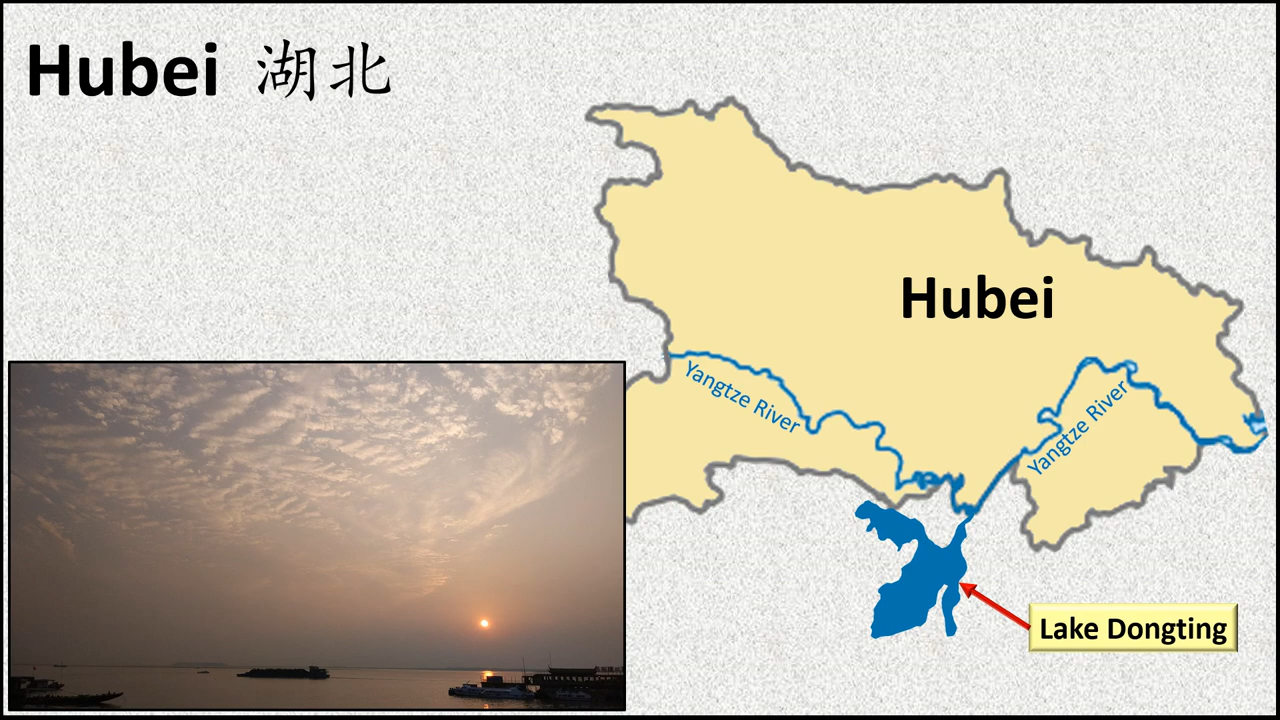 Hubei 湖北
Hubei
Yangtze River
Yangtze River
Lake Dongting